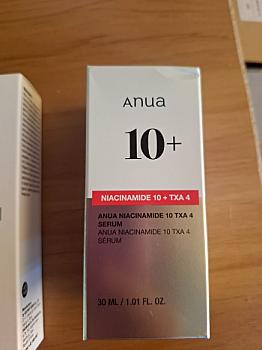 Anua
10+
NIACINAMIDE 10 + TXA 4
ANUA NIACINAMIDE 10 TXA 4
SERUM
ANUA NIACINAMIDE 10 TXA 4
SÉRUM
30 ML / 1.01 FL. OZ.